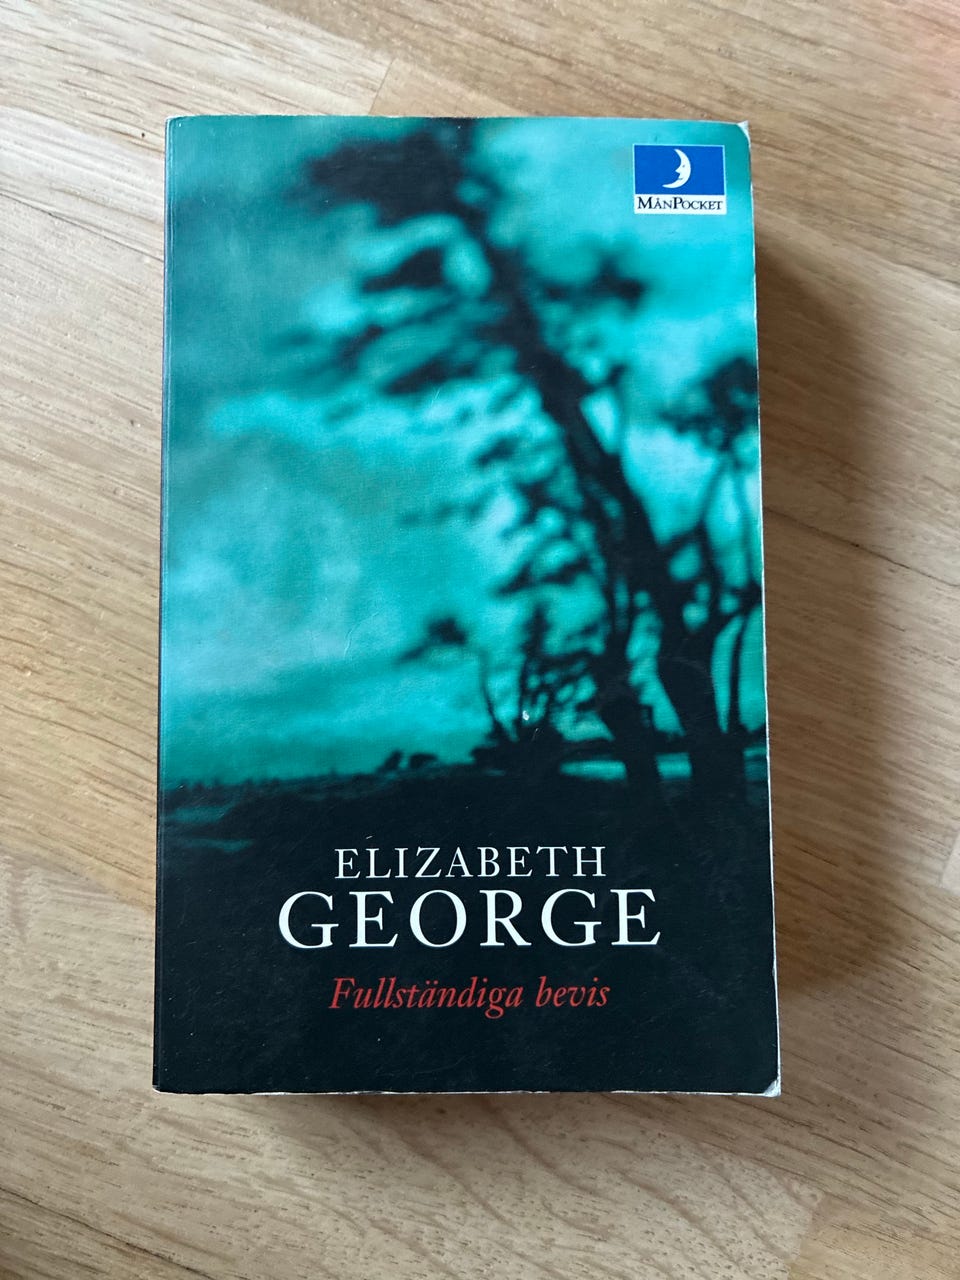 MÅNPOCKET
ELIZABETH
GEORGE
Fullständiga bevis